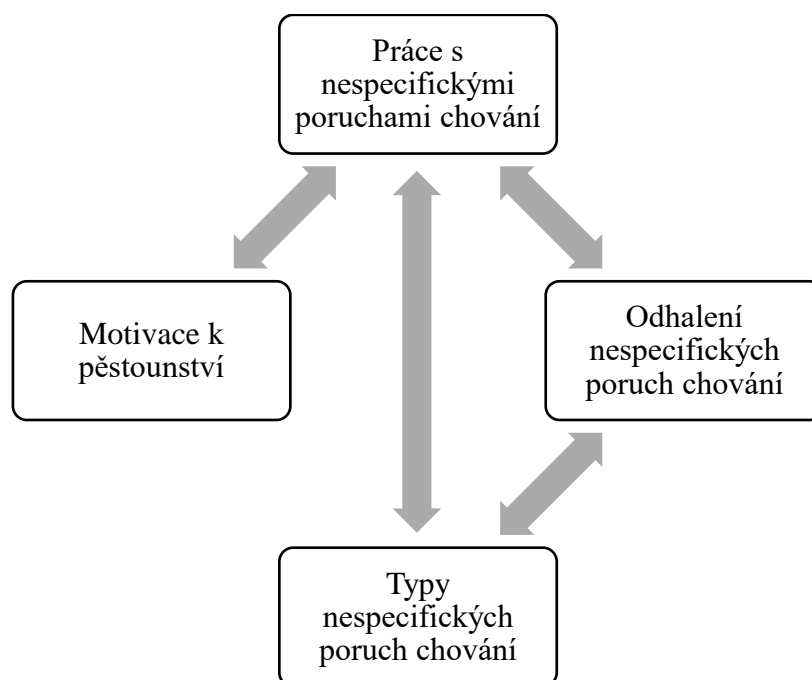 Práce s
nespecifickými
poruchami chování
Motivace k
pěstounství
Odhalení
nespecifických
poruch chování
Typy
nespecifických
poruch chování